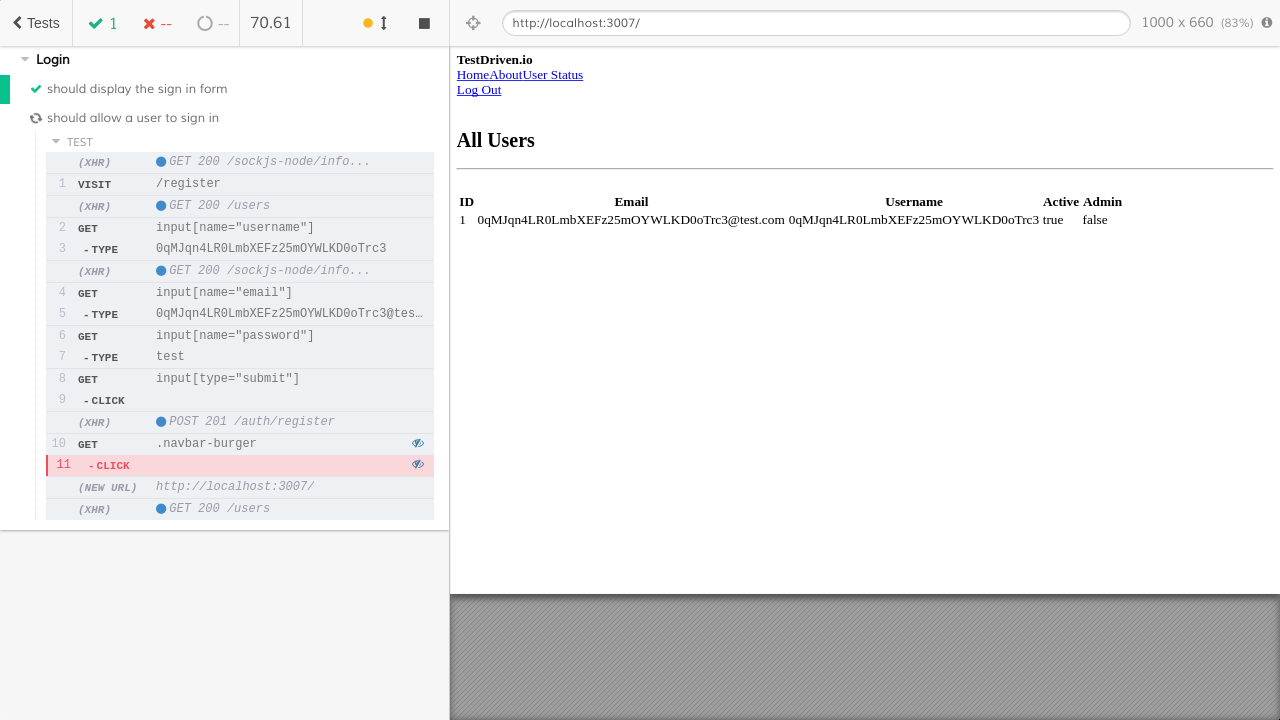 Tests
1
--
--
70.61
http://localhost:3007/
1000 x 660 (83%)
Login
should display the sign in form
should allow a user to sign in
TEST
(XHR) GET 200 /sockjs-node/info...
1 VISIT /register
(XHR) GET 200 /users
2 GET input[name="username"]
3 - TYPE 0qMJqn4LR0LmbXEFz25mOYWLKD0oTrc3
(XHR) GET 200 /sockjs-node/info...
4 GET input[name="email"]
5 - TYPE 0qMJqn4LR0LmbXEFz25mOYWLKD0oTrc3@tes…
6 GET input[name="password"]
7 - TYPE test
8 GET input[type="submit"]
9 - CLICK
(XHR) POST 201 /auth/register
10 GET .navbar-burger
11 - CLICK
(NEW URL) http://localhost:3007/
(XHR) GET 200 /users
TestDriven.io
HomeAboutUser Status
Log Out
All Users
ID Email Username Active Admin
1 0qMJqn4LR0LmbXEFz25mOYWLKD0oTrc3@test.com 0qMJqn4LR0LmbXEFz25mOYWLKD0oTrc3 true false